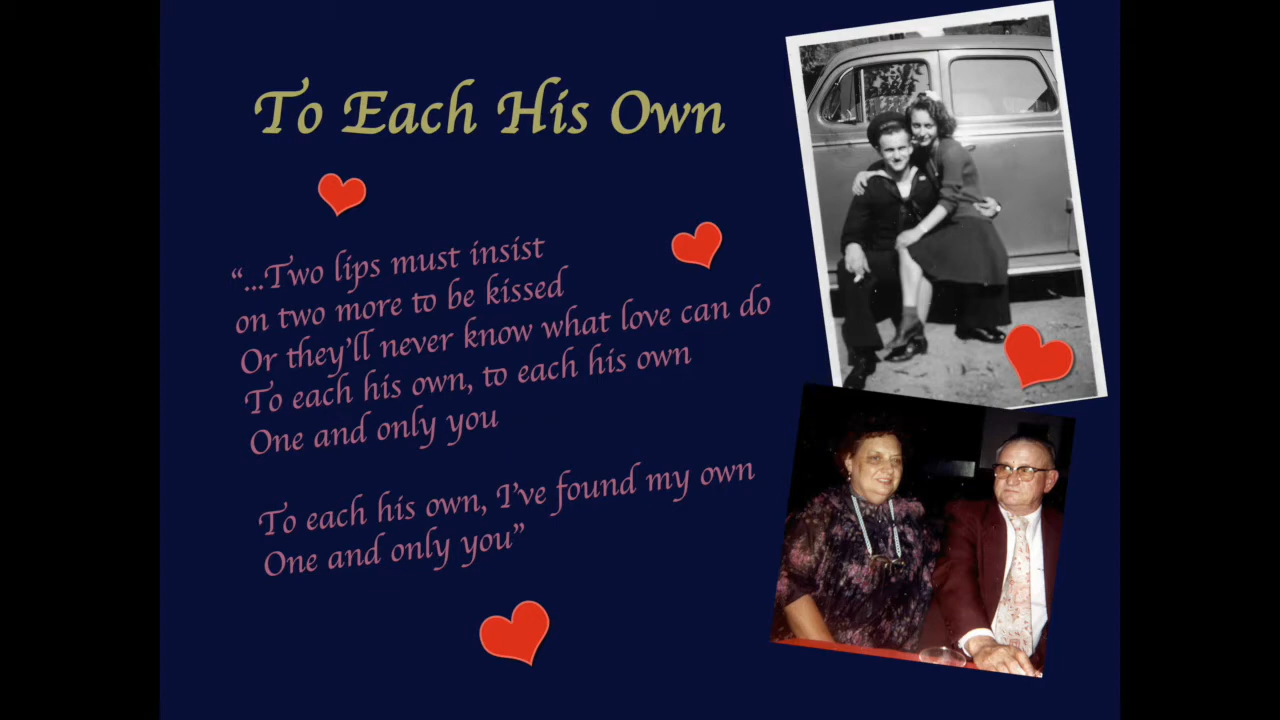 To Each His Own
“...Two lips must insist
on two more to be kissed
Or they'll never know what love can do
To each his own, to each his own
One and only you
To each his own, I've found my own
One and only you”